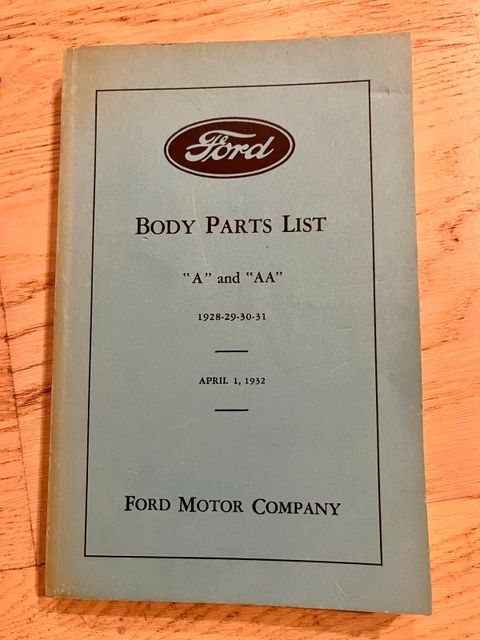 Ford
BODY PARTS LIST
"A" and "AA"
1928-29-30-31
APRIL 1, 1932
FORD MOTOR COMPANY